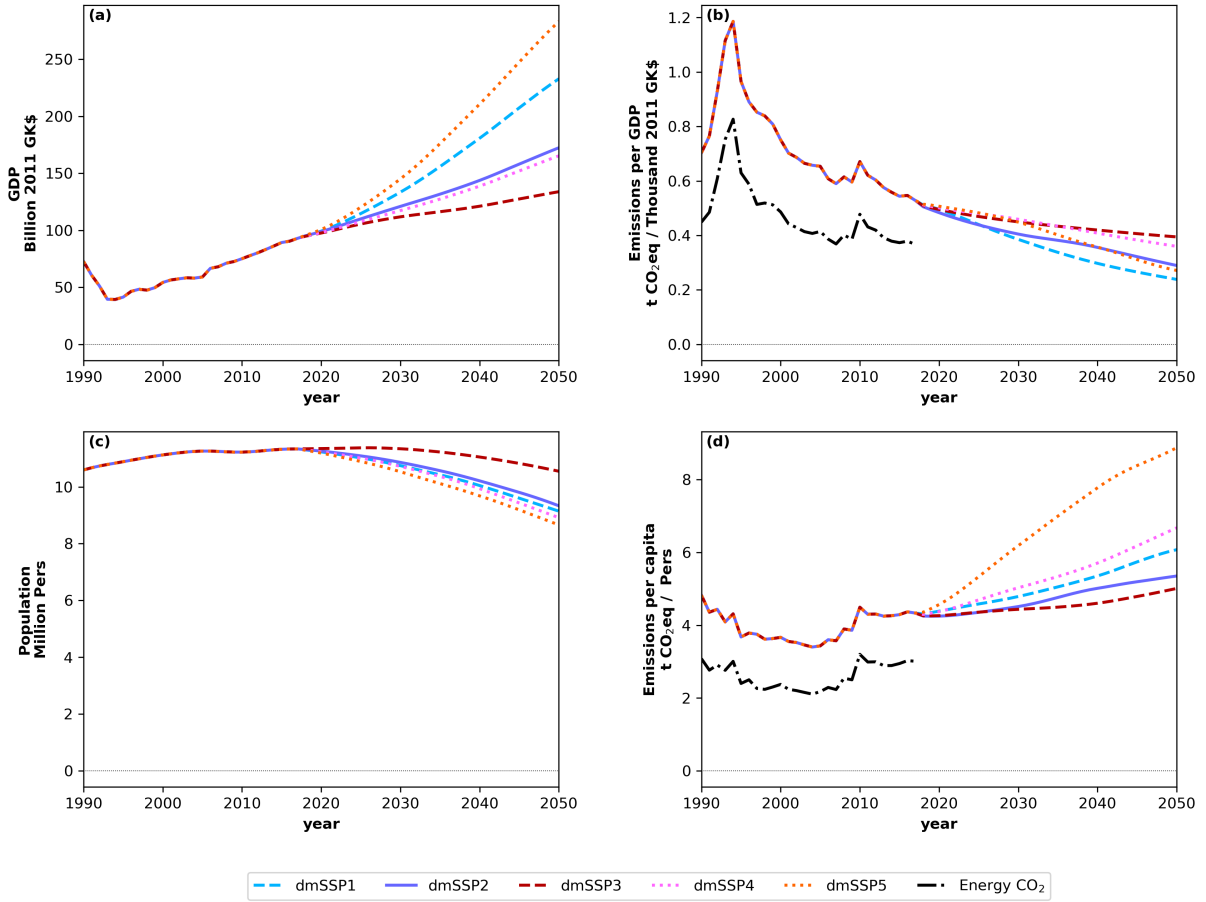 (a)
GDP
Billion 2011 GK$
250
200
150
100
50
0
1990 2000 2010 2020 2030 2040 2050
year
(b)
Emissions per GDP
t CO₂eq / Thousand 2011 GK$
1.2
1.0
0.8
0.6
0.4
0.2
0.0
1990 2000 2010 2020 2030 2040 2050
year
(c)
Population
Million Pers
10
8
6
4
2
0
1990 2000 2010 2020 2030 2040 2050
year
(d)
Emissions per capita
t CO₂eq / Pers
8
6
4
2
0
1990 2000 2010 2020 2030 2040 2050
year
dmSSP1 dmSSP2 dmSSP3 dmSSP4 dmSSP5 Energy CO₂